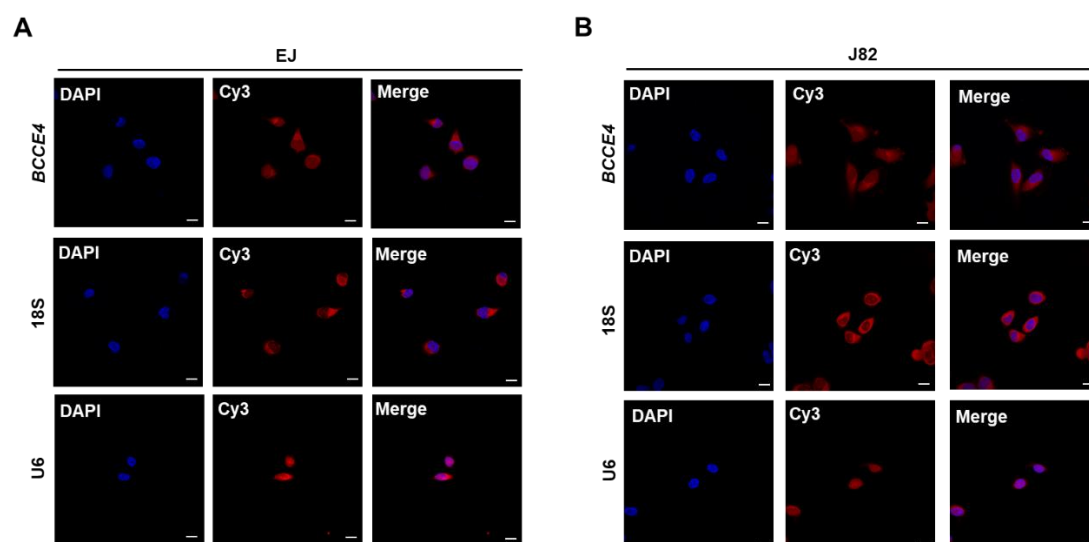 A
EJ
BCCE4
DAPI
Cy3
Merge
18S
DAPI
Cy3
Merge
U6
DAPI
Cy3
Merge
B
J82
BCCE4
DAPI
Cy3
Merge
18S
DAPI
Cy3
Merge
U6
DAPI
Cy3
Merge